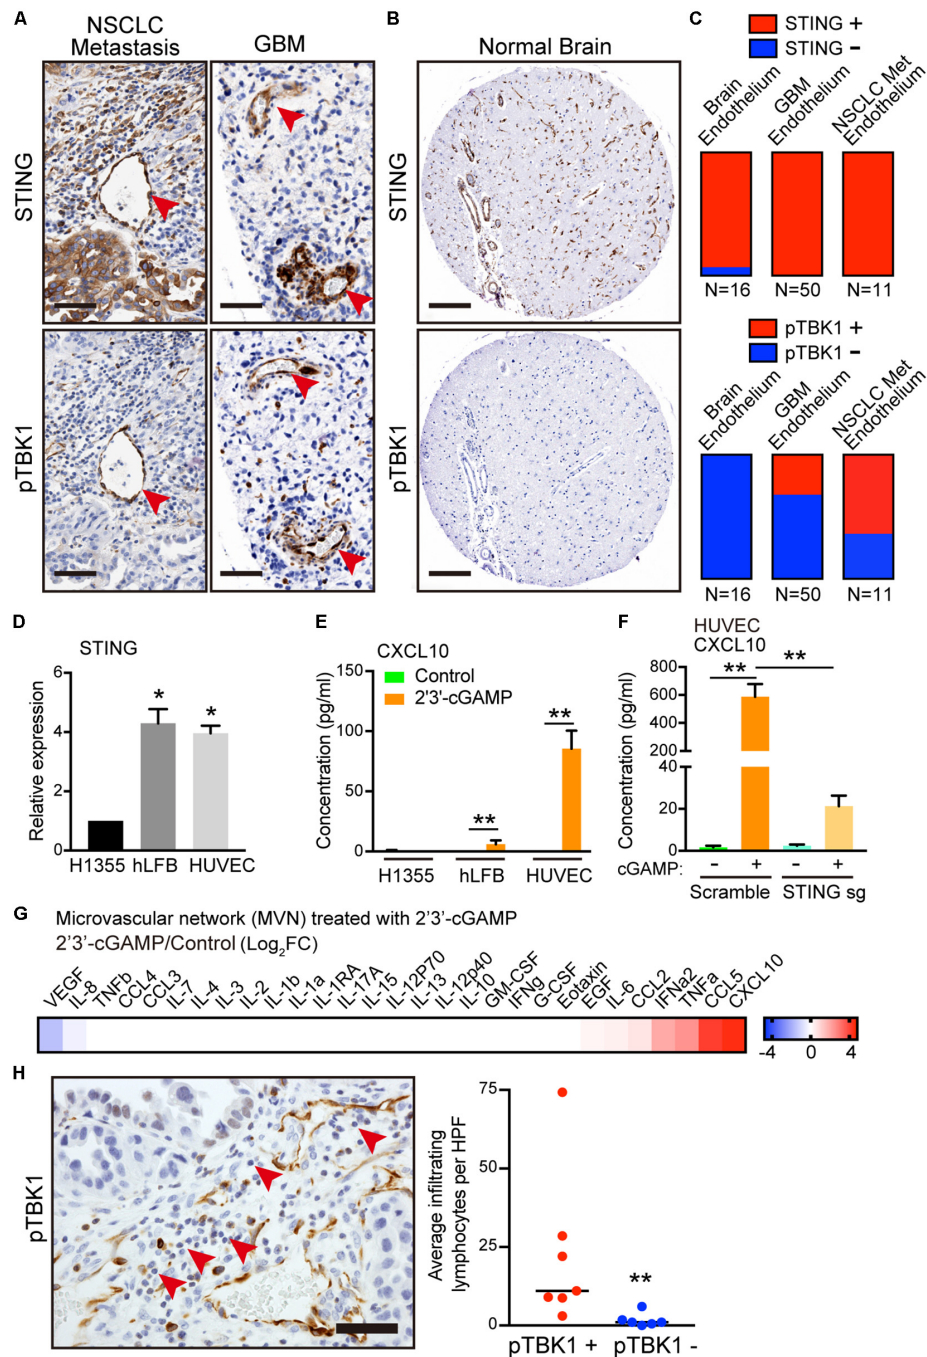 A
NSCLC
Metastasis
GBM
STING
pTBK1
B
Normal Brain
STING
pTBK1
C
STING +
STING –
Brain
Endothelium
GBM
Endothelium
NSCLC Met
Endothelium
N=16
N=50
N=11
pTBK1 +
pTBK1 –
Brain
Endothelium
GBM
Endothelium
NSCLC Met
Endothelium
N=16
N=50
N=11
D
STING
Relative expression
6
4
2
0
*
*
H1355
hLFB
HUVEC
E
CXCL10
Control
2'3'-cGAMP
Concentration (pg/ml)
150
100
50
0
**
**
H1355
hLFB
HUVEC
F
HUVEC
CXCL10
Concentration (pg/ml)
800
600
400
200
40
20
0
**
**
cGAMP: – + – +
Scramble
STING sg
G
Microvascular network (MVN) treated with 2'3'-cGAMP
2'3'-cGAMP/Control (Log2FC)
VEGF
IL-8
TNFb
CCL4
CCL3
IL-7
IL-4
IL-3
IL-2
IL-1b
IL-1a
IL-1RA
IL-17A
IL-15
IL-12P70
IL-13
IL-12p40
IL-10
GM-CSF
IFNg
G-CSF
Eotaxin
EGF
IL-6
CCL2
IFNa2
TNFa
CCL5
CXCL10
-4 0 4
H
pTBK1
Average infiltrating
lymphocytes per HPF
75
50
25
0
**
pTBK1 +
pTBK1 -